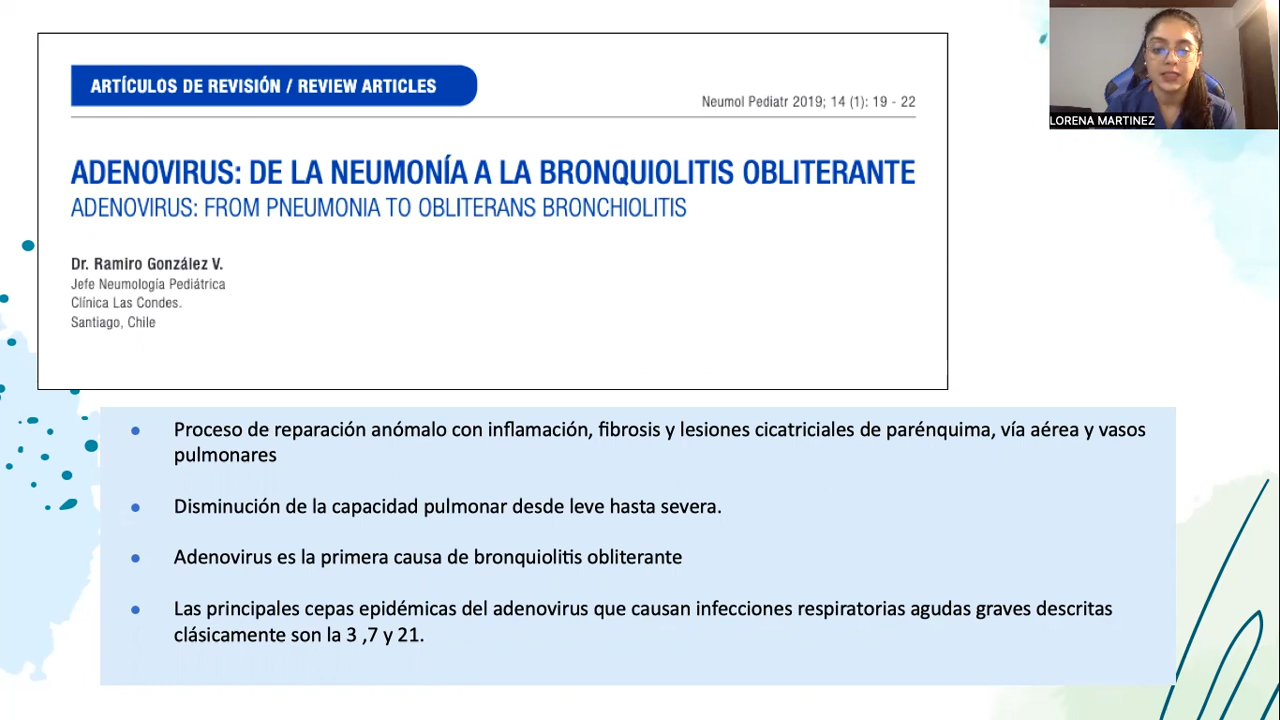 ARTÍCULOS DE REVISIÓN / REVIEW ARTICLES
Neumol Pediatr 2019; 14 (1): 19 - 22
LORENA MARTINEZ
ADENOVIRUS: DE LA NEUMONÍA A LA BRONQUIOLITIS OBLITERANTE
ADENOVIRUS: FROM PNEUMONIA TO OBLITERANS BRONCHIOLITIS
Dr. Ramiro González V.
Jefe Neumología Pediátrica
Clínica Las Condes.
Santiago, Chile
• Proceso de reparación anómalo con inflamación, fibrosis y lesiones cicatriciales de parénquima, vía aérea y vasos
pulmonares
• Disminución de la capacidad pulmonar desde leve hasta severa.
• Adenovirus es la primera causa de bronquiolitis obliterante
• Las principales cepas epidémicas del adenovirus que causan infecciones respiratorias agudas graves descritas
clásicamente son la 3 ,7 y 21.